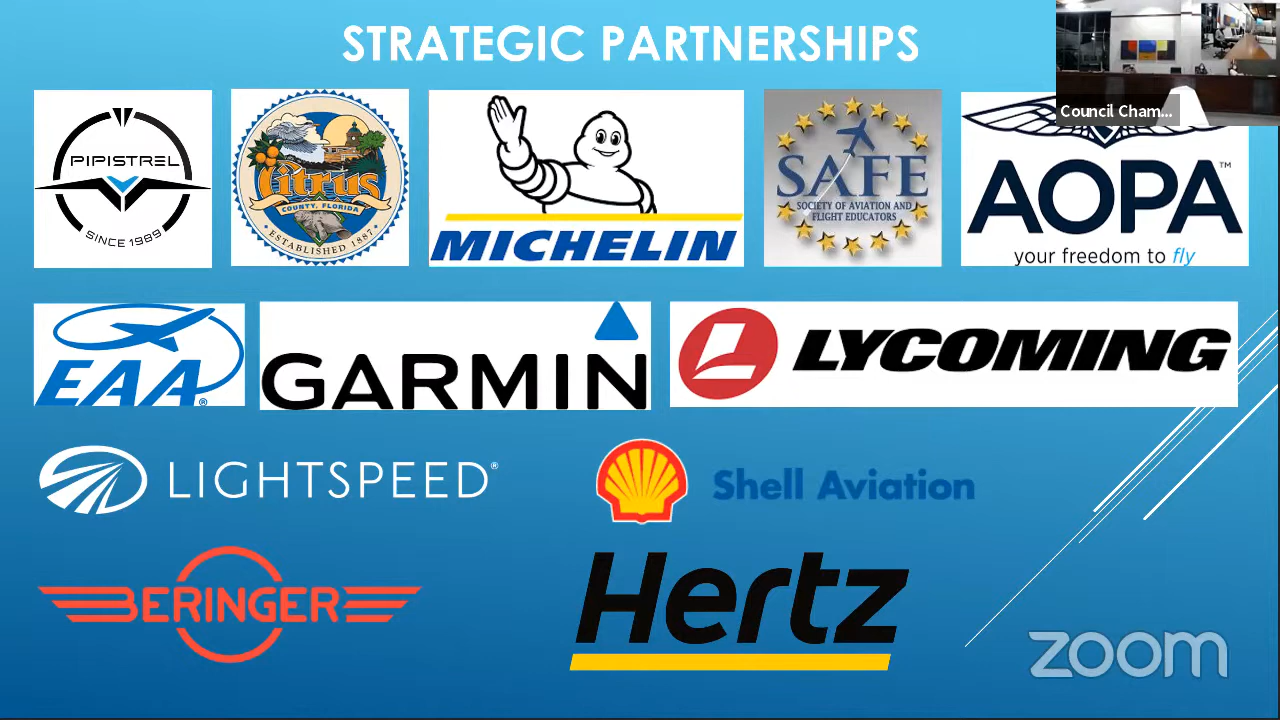 STRATEGIC PARTNERSHIPS
Council Cham...
PIPISTREL
SINCE 1989
Citrus
COUNTY, FLORIDA
ESTABLISHED 1887
MICHELIN
SAFE
SOCIETY OF AVIATION AND
FLIGHT EDUCATORS
AOPA™
your freedom to fly
EAA®
GARMIN
L LYCOMING
LIGHTSPEED®
Shell Aviation
BERINGER
Hertz
zoom